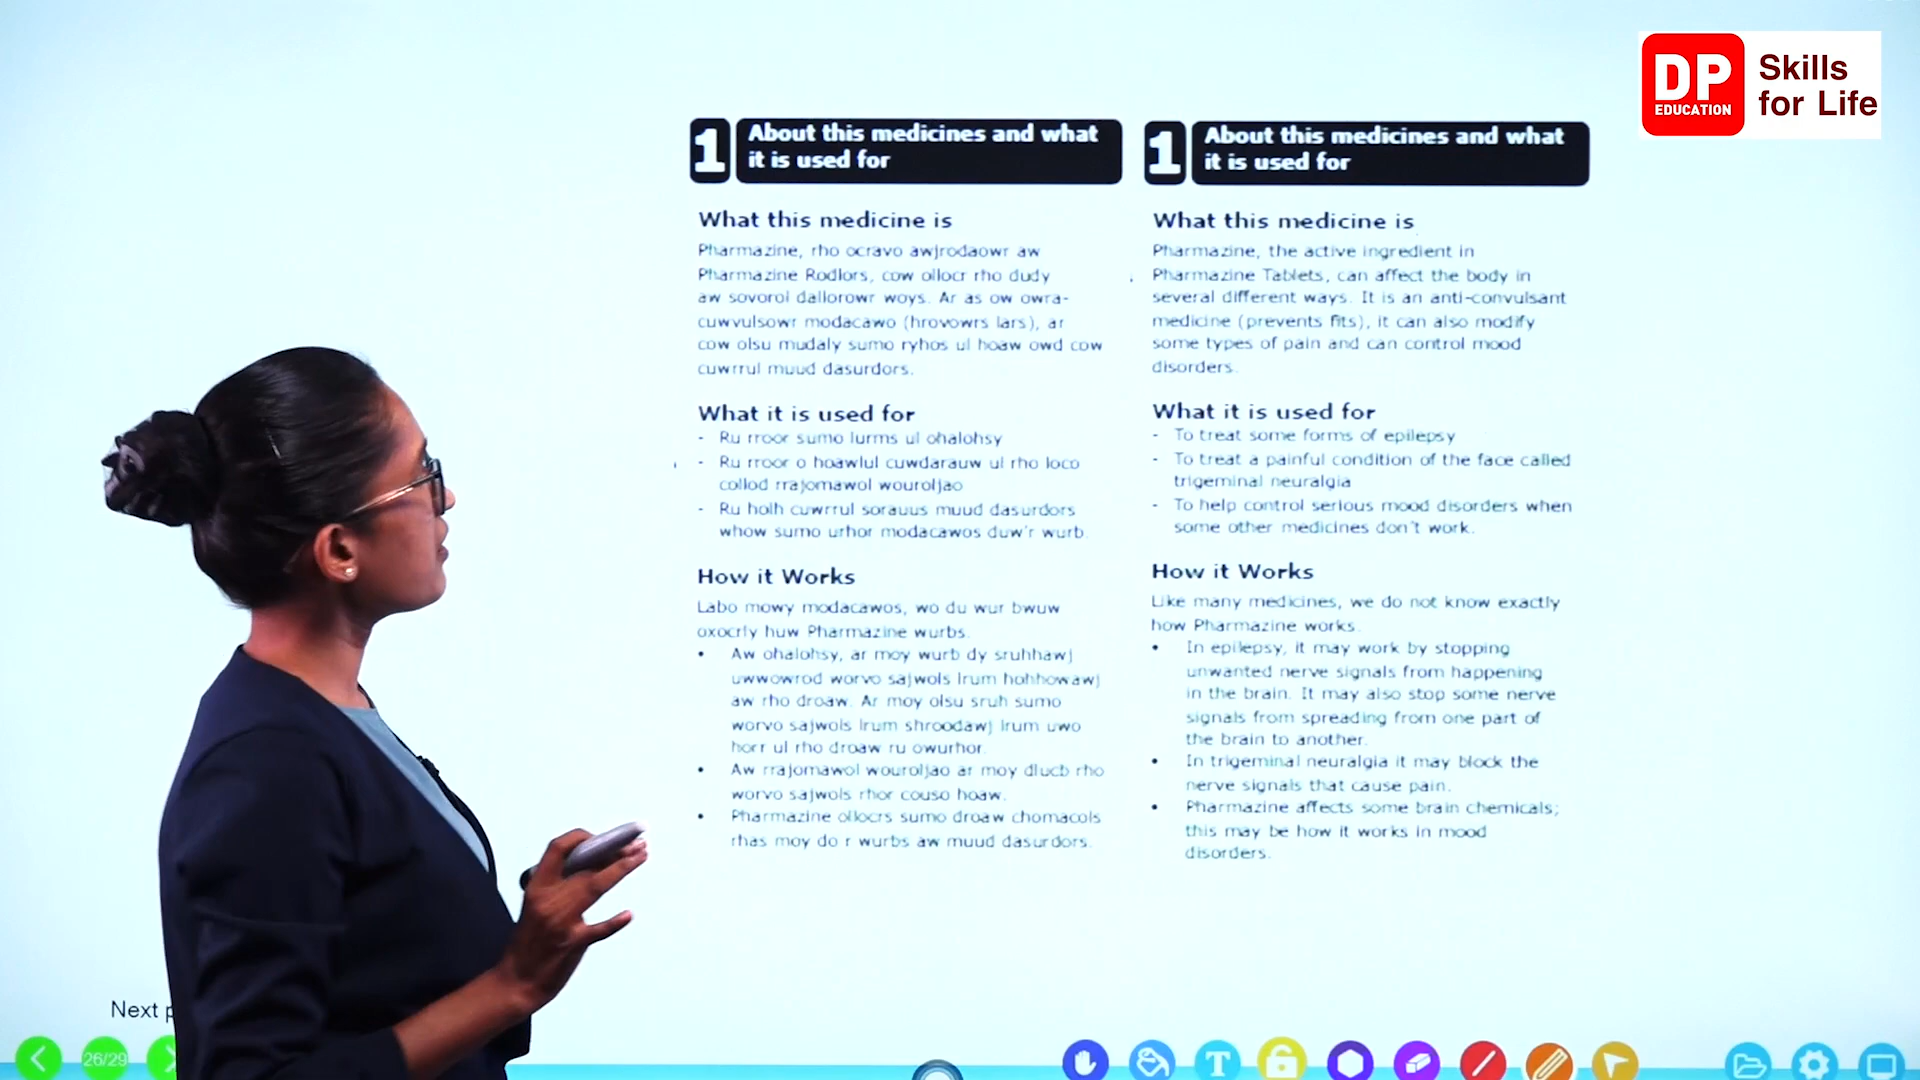 DP
EDUCATION
Skills
for Life
1
About this medicines and what
it is used for
What this medicine is
Pharmazine, rho ocravo awjrodaowr aw
Pharmazine Rodlors, cow ollocr rho dudy
aw sovorol dallorowr woys. Ar as ow owra-
cuwvulsowr modacawo (hrovowrs lars), ar
cow olsu mudaly sumo ryhos ul hoaw owd cow
cuwrrul muud dasurdors.
What it is used for
- Ru rroor sumo lurms ul ohalohsy
- Ru rroor o hoawlul cuwdarauw ul rho loco
collod rrajomawol wouroljao
- Ru holh cuwrrul sorauus muud dasurdors
whow sumo urhor modacawos duw'r wurb.
How it Works
Labo mowy modacawos, wo du wur bwuw
oxocrly huw Pharmazine wurbs.
• Aw ohalohsy, ar moy wurb dy sruhhawj
uwwowrod worvo sajwols lrum hohhowawj
aw rho droaw. Ar moy olsu sruh sumo
worvo sajwols lrum shroodawj lrum uwo
horr ul rho droaw ru owurhor.
• Aw rrajomawol wouroljao ar moy dlucb rho
worvo sajwols rhor couso hoaw.
• Pharmazine ollocrs sumo droaw chomacols
rhas moy do r wurbs aw muud dasurdors.
1
About this medicines and what
it is used for
What this medicine is
Pharmazine, the active ingredient in
Pharmazine Tablets, can affect the body in
several different ways. It is an anti-convulsant
medicine (prevents fits), it can also modify
some types of pain and can control mood
disorders.
What it is used for
- To treat some forms of epilepsy
- To treat a painful condition of the face called
trigeminal neuralgia
- To help control serious mood disorders when
some other medicines don't work.
How it Works
Like many medicines, we do not know exactly
how Pharmazine works.
• In epilepsy, it may work by stopping
unwanted nerve signals from happening
in the brain. It may also stop some nerve
signals from spreading from one part of
the brain to another.
• In trigeminal neuralgia it may block the
nerve signals that cause pain.
• Pharmazine affects some brain chemicals;
this may be how it works in mood
disorders.
Next
26/29
T